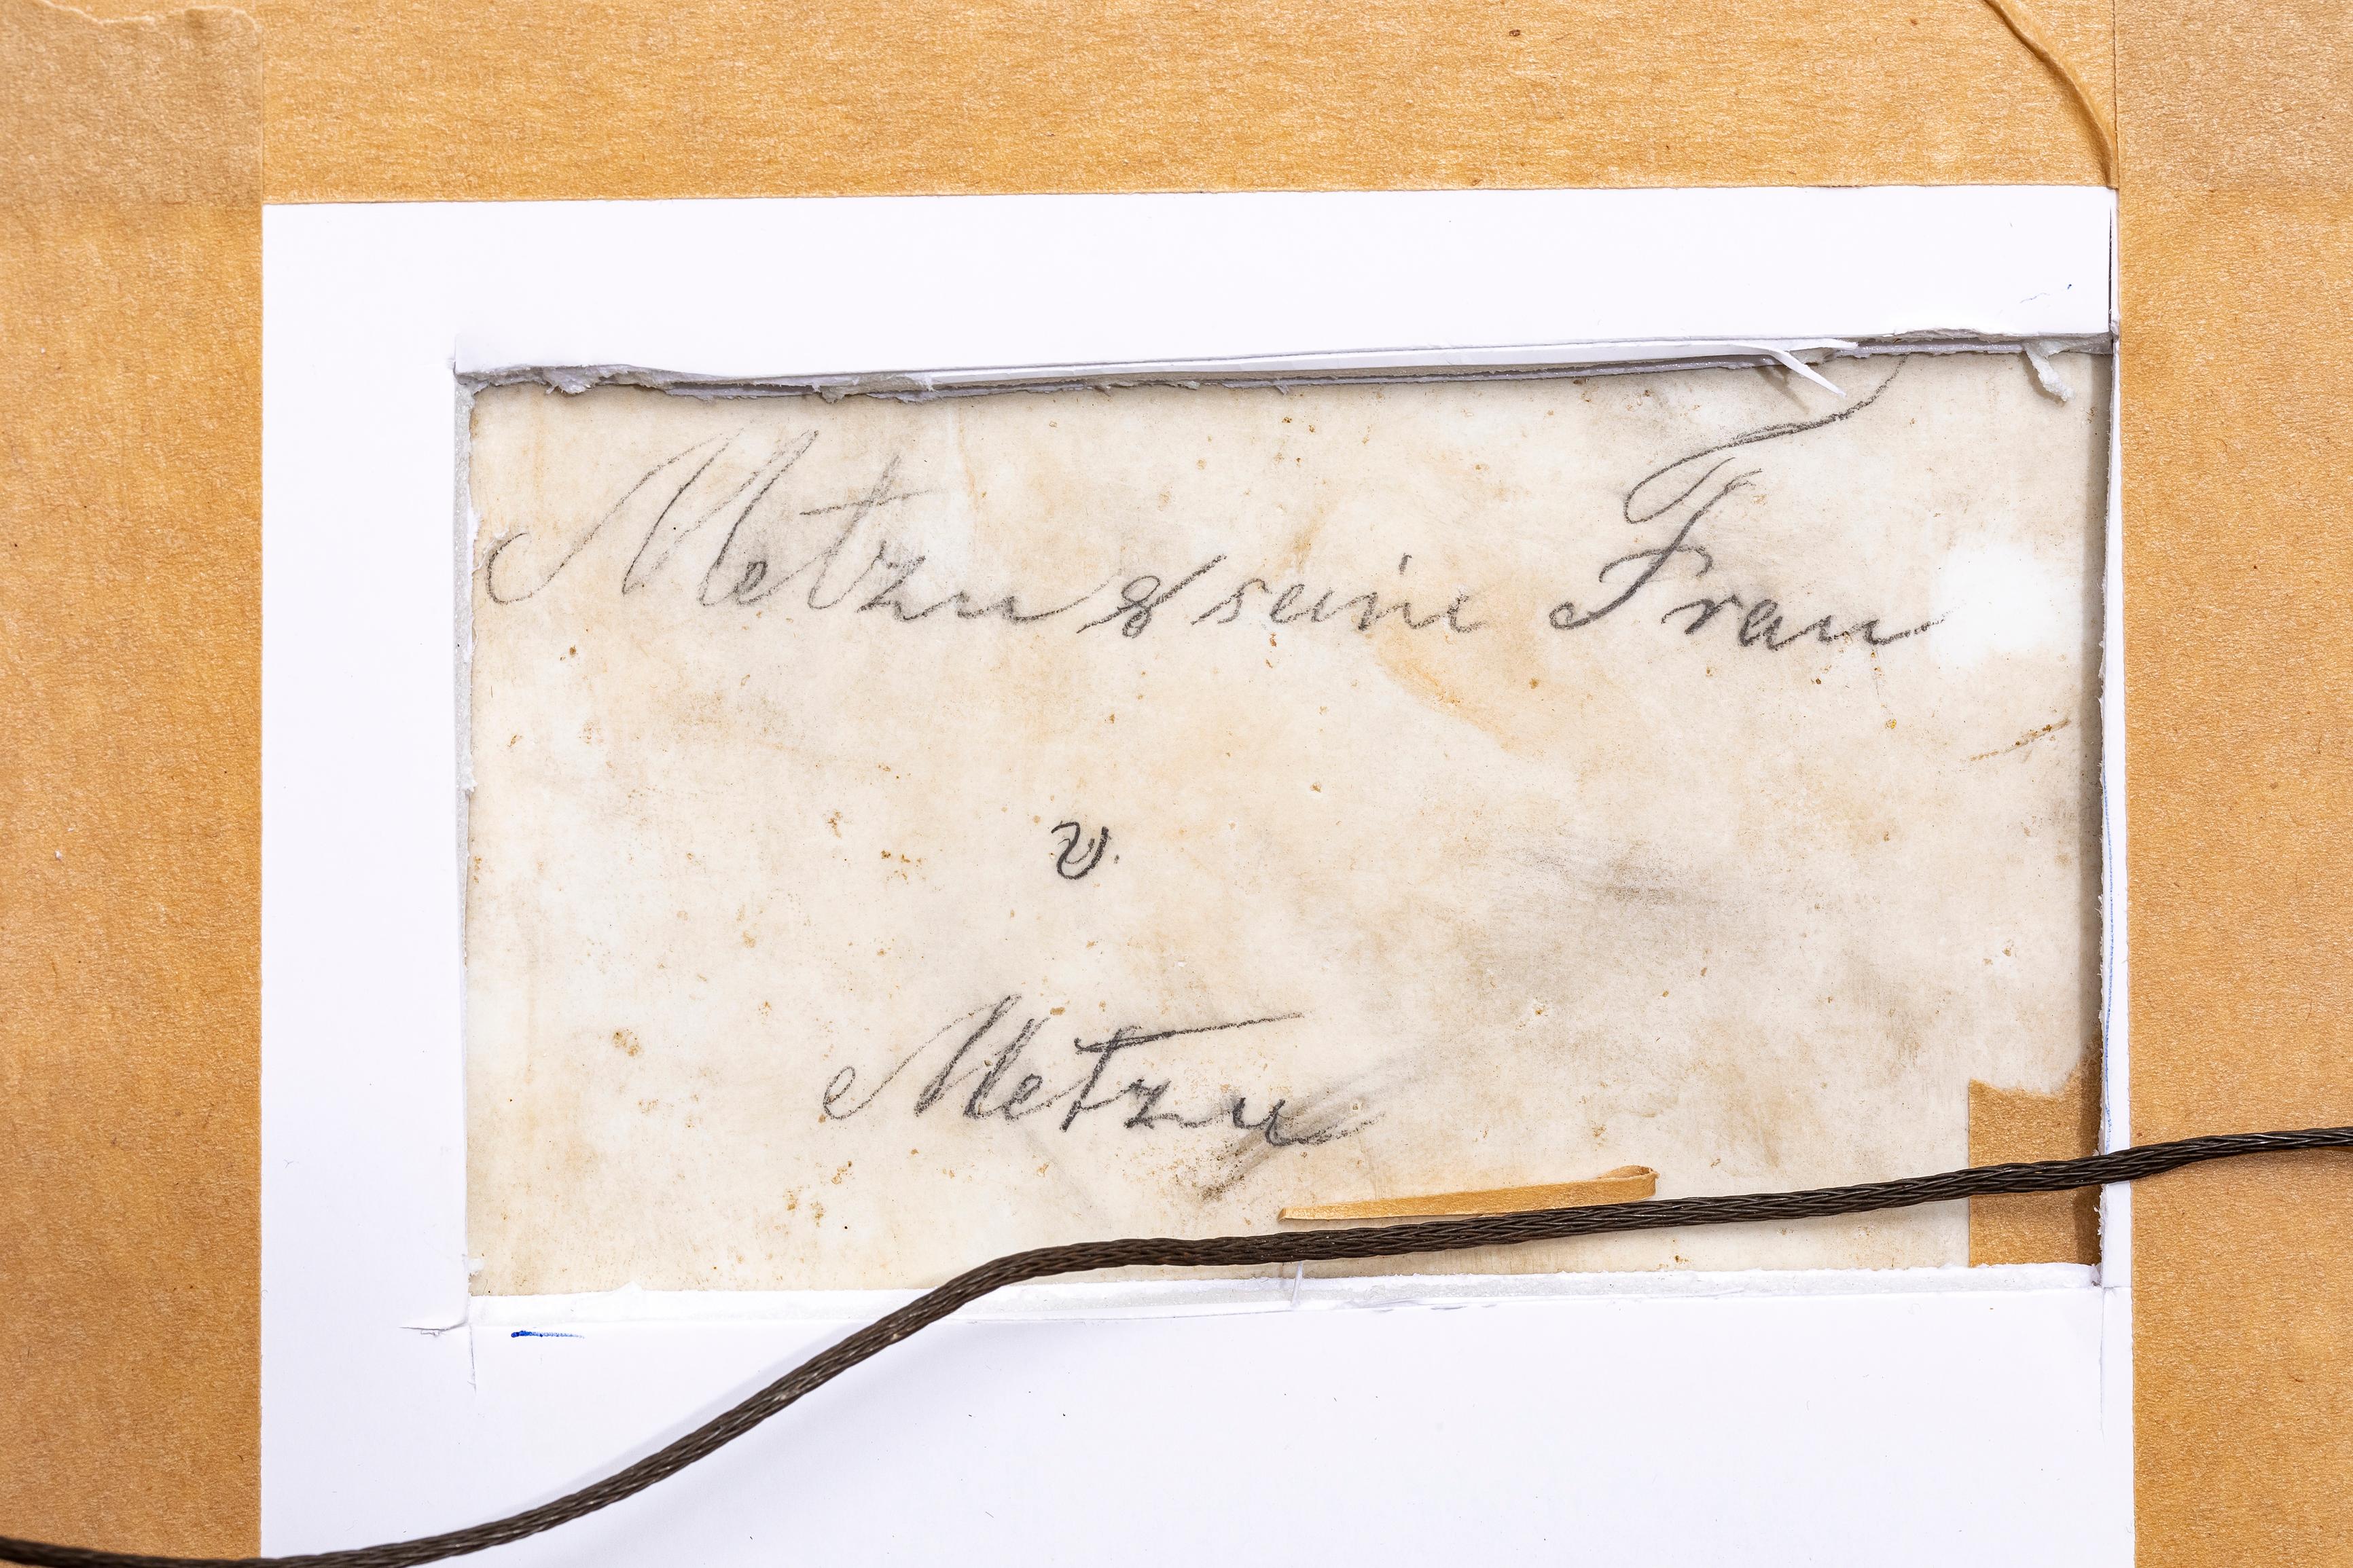 Metzu & seine Frau
v.
Metzu